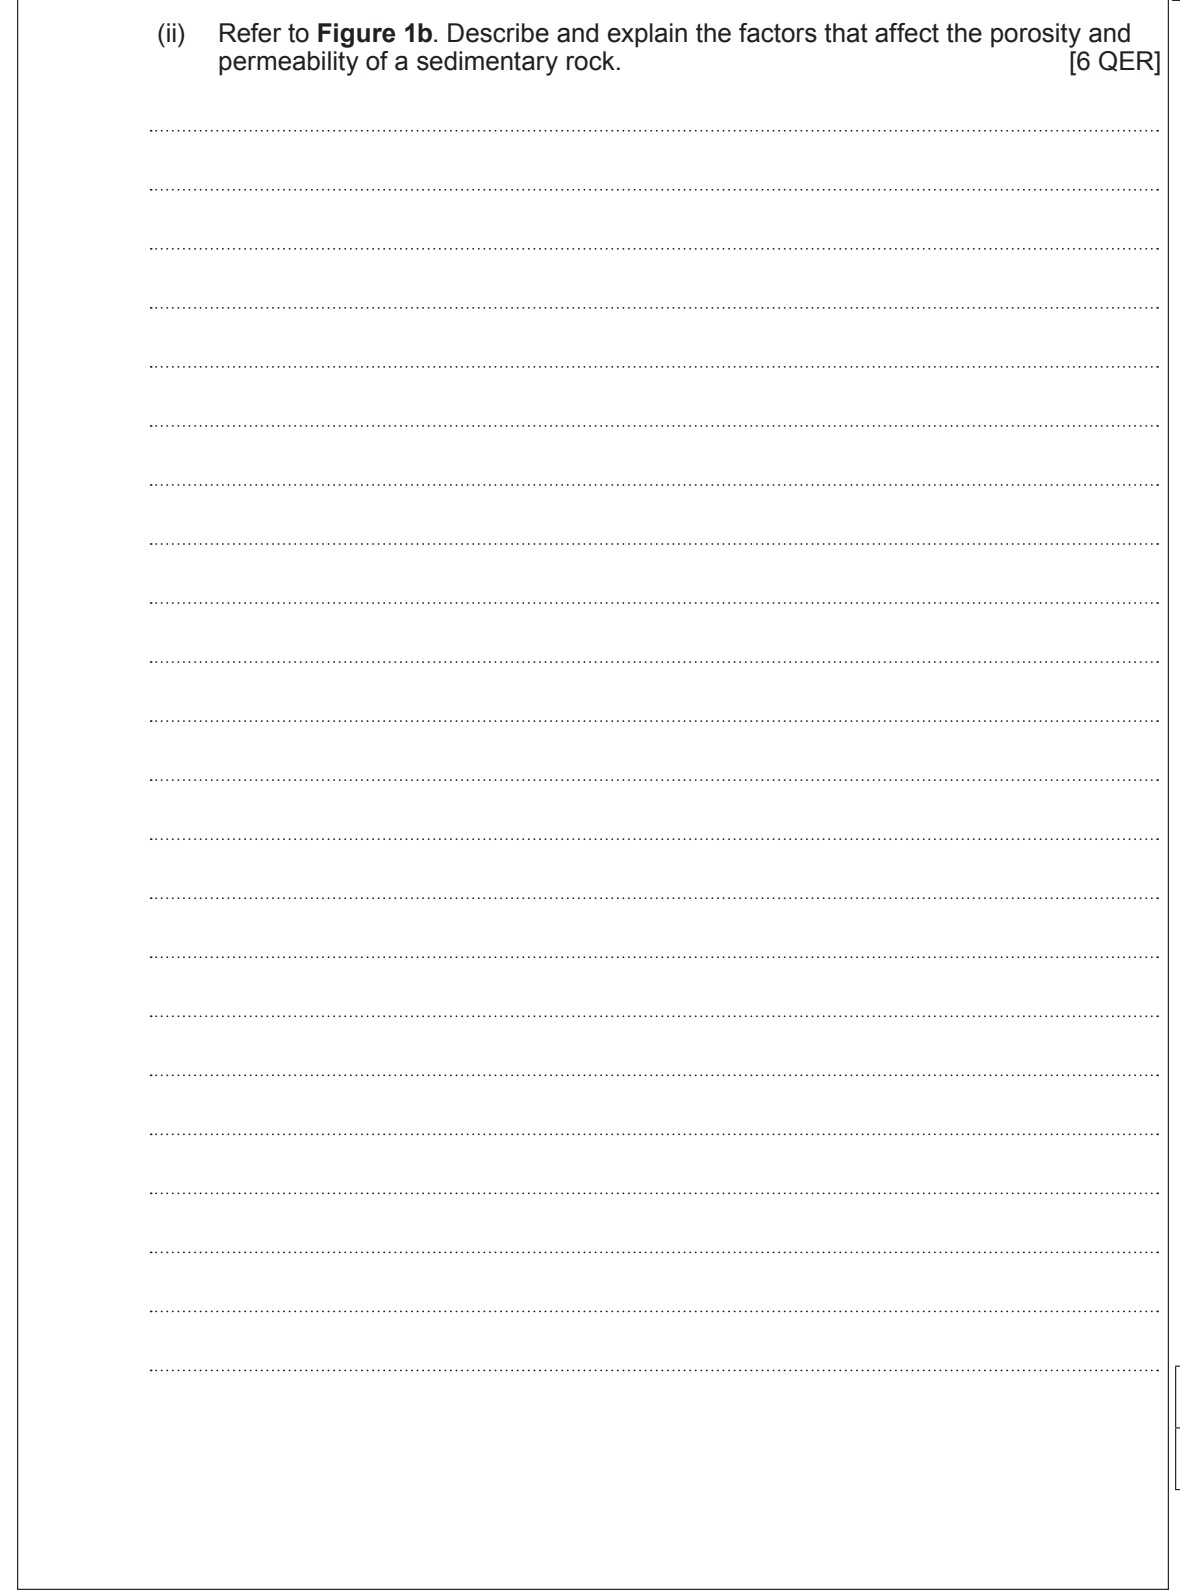 (ii) Refer to Figure 1b. Describe and explain the factors that affect the porosity and
permeability of a sedimentary rock. [6 QER]